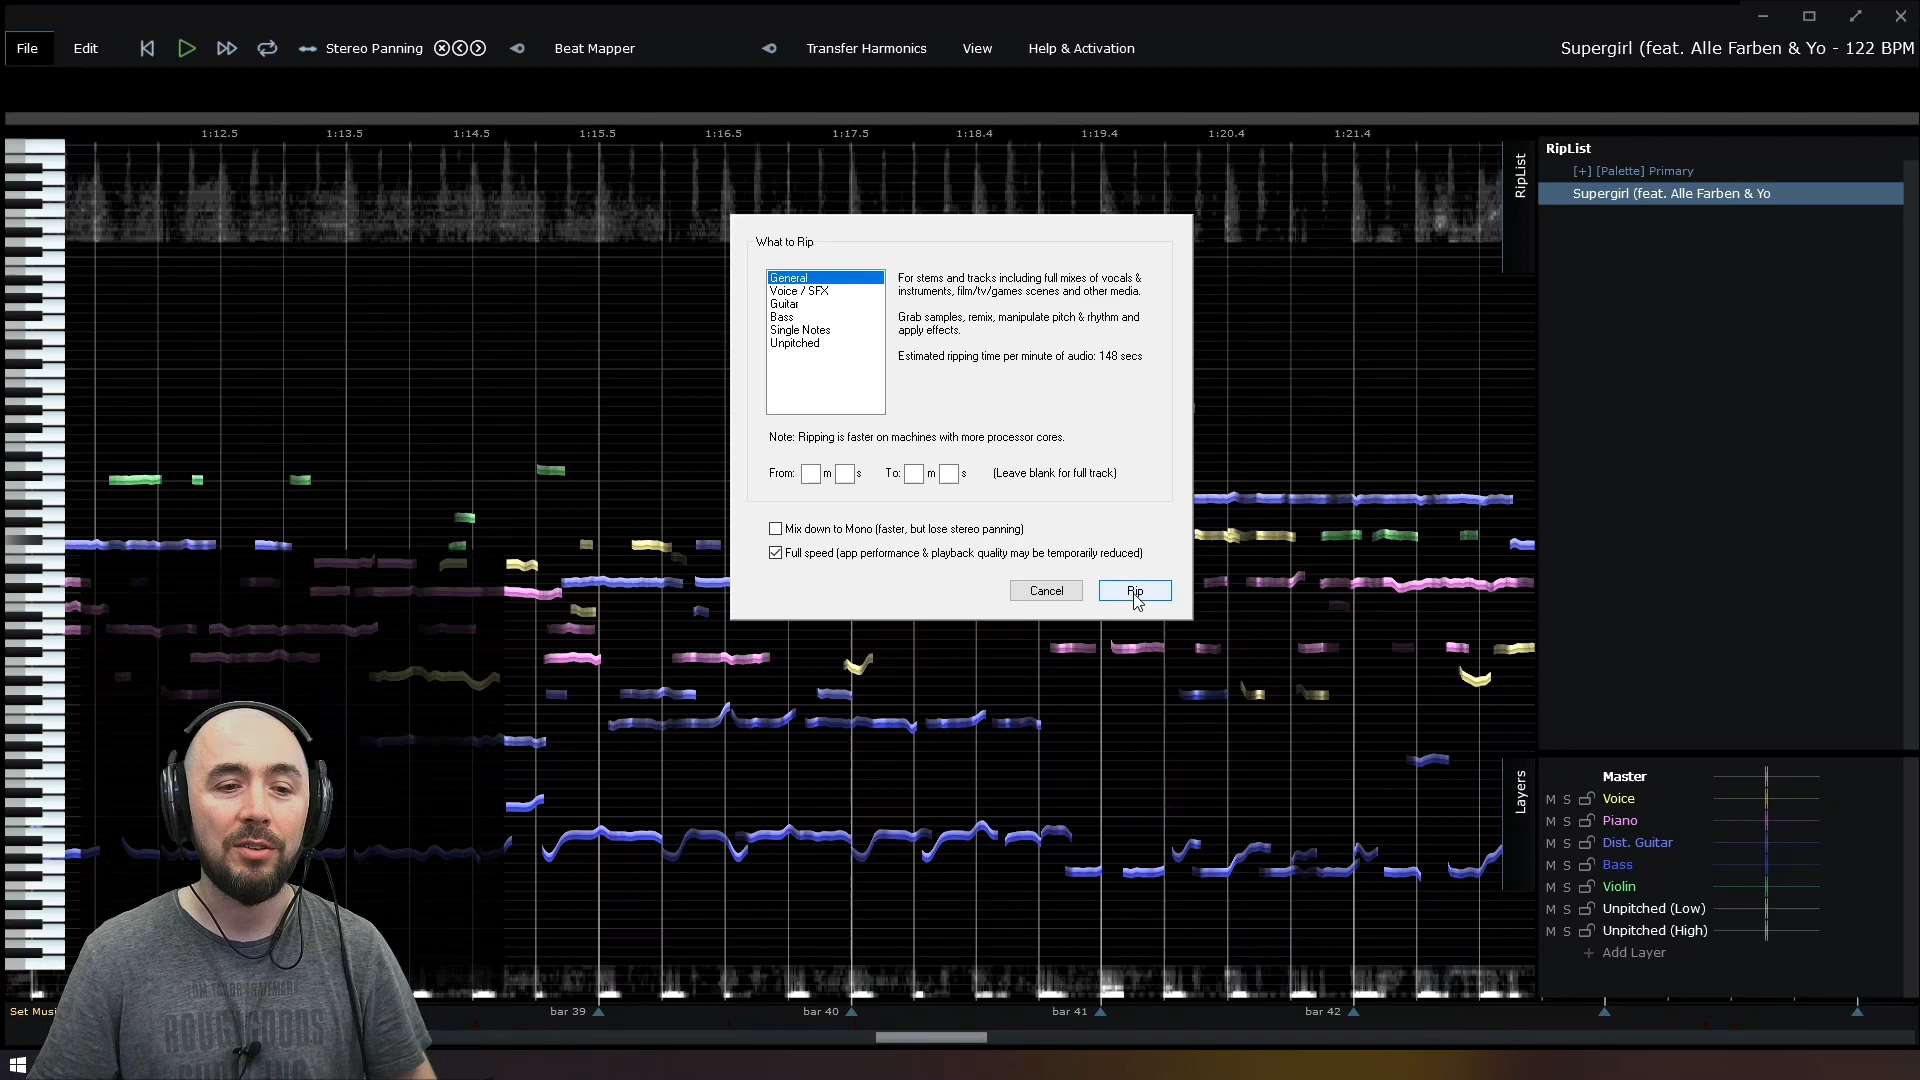 File
Edit
Stereo Panning
Beat Mapper
Transfer Harmonics
View
Help & Activation
Supergirl (feat. Alle Farben & Yo - 122 BPM
1:12.5
1:13.5
1:14.5
1:15.5
1:16.5
1:17.5
1:18.4
1:19.4
1:20.4
1:21.4
RipList
RipList
[+] [Palette] Primary
Supergirl (feat. Alle Farben & Yo
What to Rip
General
Voice / SFX
Guitar
Bass
Single Notes
Unpitched
For stems and tracks including full mixes of vocals &
instruments, film/tv/games scenes and other media.
Grab samples, remix, manipulate pitch & rhythm and
apply effects.
Estimated ripping time per minute of audio: 148 secs
Note: Ripping is faster on machines with more processor cores.
From: m s To: m s (Leave blank for full track)
Mix down to Mono (faster, but lose stereo panning)
Full speed (app performance & playback quality may be temporarily reduced)
Cancel
Rip
Layers
Master
M S Voice
M S Piano
M S Dist. Guitar
M S Bass
M S Violin
M S Unpitched (Low)
M S Unpitched (High)
+ Add Layer
Set Musi
bar 39
bar 40
bar 41
bar 42
TOM TAILOR TRADEMARK